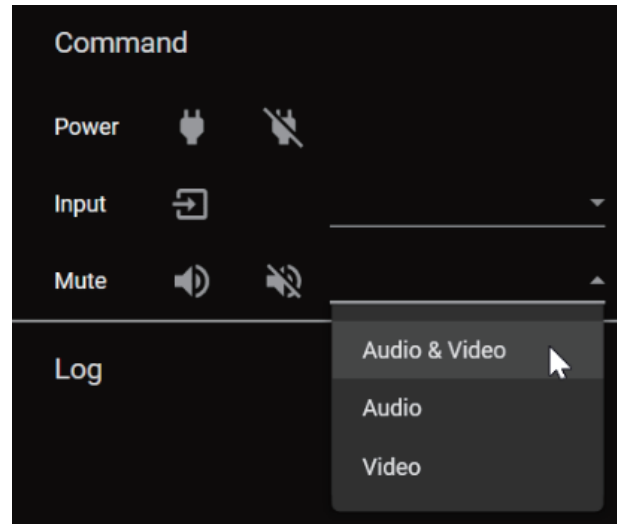 Command
Power
Input
Mute
Log
Audio & Video
Audio
Video